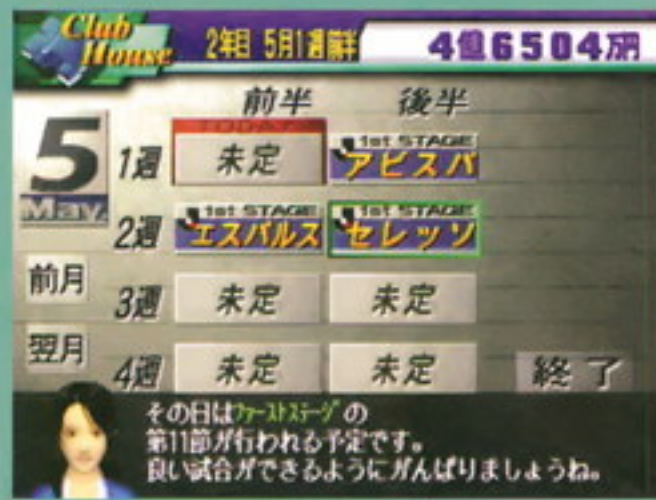 Club House 2年目 5月1週前半 4億6504万円
前半 後半
5 May
1週 未定 1st STAGE アビスパ
2週 1st STAGE エスパルス 1st STAGE セレッソ
前月 3週 未定 未定
翌月 4週 未定 未定 終了
その日はファーストステージの
第11節が行われる予定です。
良い試合ができるようにがんばりましょうね。